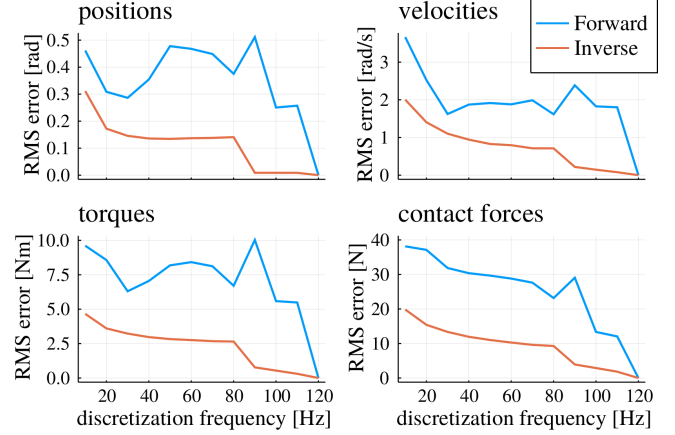 positions
velocities
Forward
Inverse
RMS error [rad]
0.5
0.4
0.3
0.2
0.1
0.0
RMS error [rad/s]
3
2
1
0
torques
contact forces
RMS error [Nm]
10.0
7.5
5.0
2.5
0.0
RMS error [N]
40
30
20
10
0
20 40 60 80 100 120
20 40 60 80 100 120
discretization frequency [Hz]
discretization frequency [Hz]